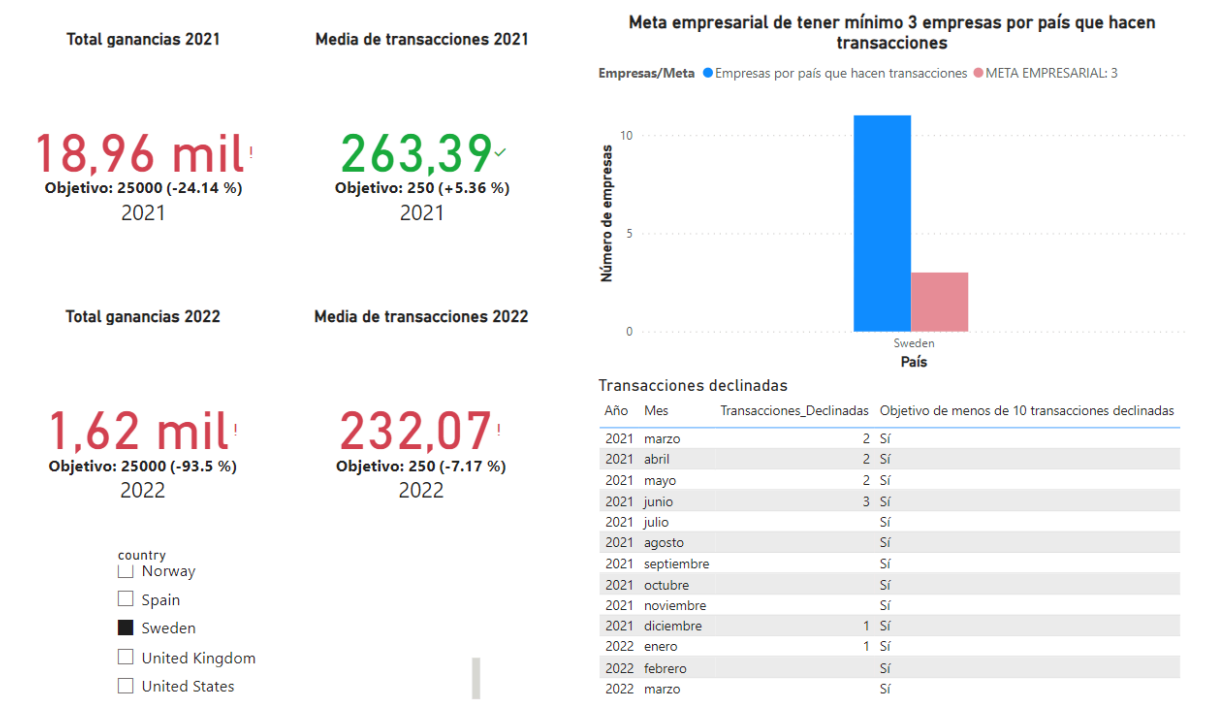 Total ganancias 2021
Media de transacciones 2021
18,96 mil!
Objetivo: 25000 (-24.14 %)
2021
263,39
Objetivo: 250 (+5.36 %)
2021
Total ganancias 2022
Media de transacciones 2022
1,62 mil!
Objetivo: 25000 (-93.5 %)
2022
232,07!
Objetivo: 250 (-7.17 %)
2022
country
Norway
Spain
Sweden
United Kingdom
United States
Meta empresarial de tener mínimo 3 empresas por país que hacen
transacciones
Empresas/Meta Empresas por país que hacen transacciones META EMPRESARIAL: 3
Número de empresas
10
5
0
Sweden
País
Transacciones declinadas
Año Mes Transacciones_Declinadas Objetivo de menos de 10 transacciones declinadas
2021 marzo 2 Sí
2021 abril 2 Sí
2021 mayo 2 Sí
2021 junio 3 Sí
2021 julio Sí
2021 agosto Sí
2021 septiembre Sí
2021 octubre Sí
2021 noviembre Sí
2021 diciembre 1 Sí
2022 enero 1 Sí
2022 febrero Sí
2022 marzo Sí